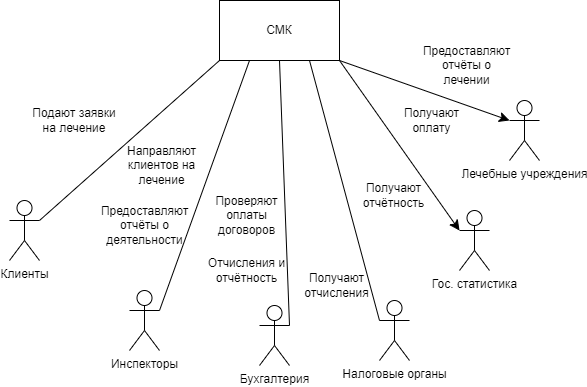 СМК
Предоставляют
отчёты о
лечении
Подают заявки
на лечение
Получают
оплату
Направляют
клиентов на
лечение
Лечебные учреждения
Получают
отчётность
Проверяют
оплаты
договоров
Предоставляют
отчёты о
деятельности
Клиенты
Отчисления и
отчётность
Получают
отчисления
Гос. статистика
Инспекторы
Бухгалтерия
Налоговые органы